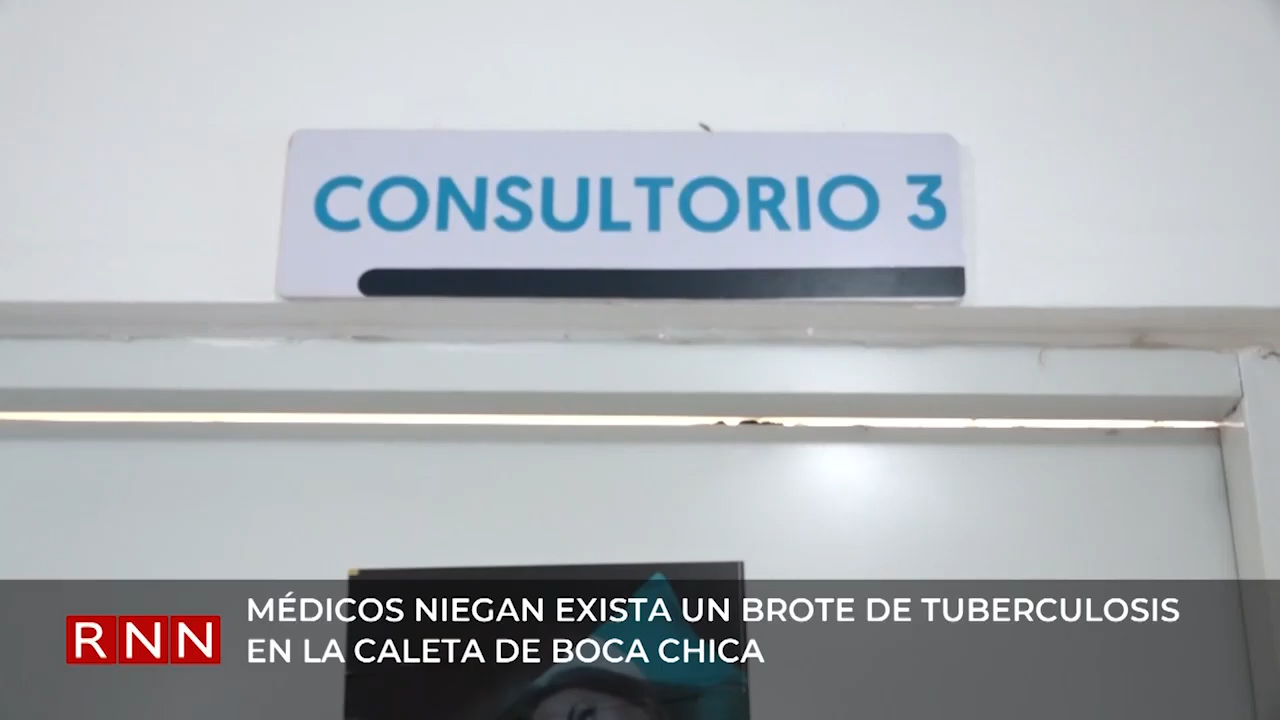 CONSULTORIO 3
RNN
MÉDICOS NIEGAN EXISTA UN BROTE DE TUBERCULOSIS
EN LA CALETA DE BOCA CHICA